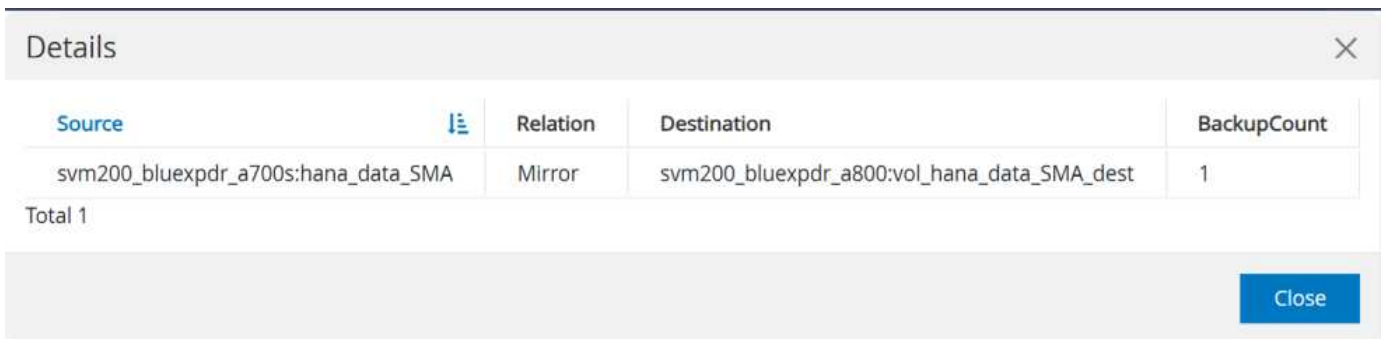 Details
Source Relation Destination BackupCount
svm200_bluexpdr_a700s:hana_data_SMA Mirror svm200_bluexpdr_a800:vol_hana_data_SMA_dest 1
Total 1
Close